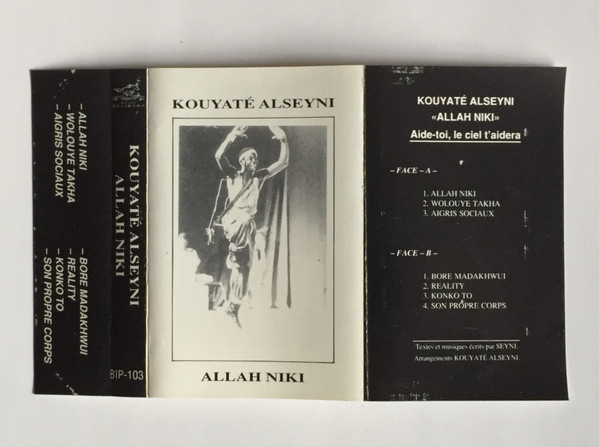 – ALLAH NIKI
– WOLOUYE TAKHA
– AIGRIS SOCIAUX
– BORE MADAKHWUI
– REALITY
– KONKO TO
– SON PROPRE CORPS
KOUYATÉ ALSEYNI
ALLAH NIKI
BIP-103
KOUYATÉ ALSEYNI
ALLAH NIKI
KOUYATÉ ALSEYNI
«ALLAH NIKI»
Aide-toi, le ciel t'aidera
– FACE – A –
1. ALLAH NIKI
2. WOLOUYE TAKHA
3. AIGRIS SOCIAUX
– FACE – B –
1. BORE MADAKHWUI
2. REALITY
3. KONKO TO
4. SON PROPRE CORPS
Textes et musiques écrits par SEYNI.
Arrangements KOUYATÉ ALSEYNI.